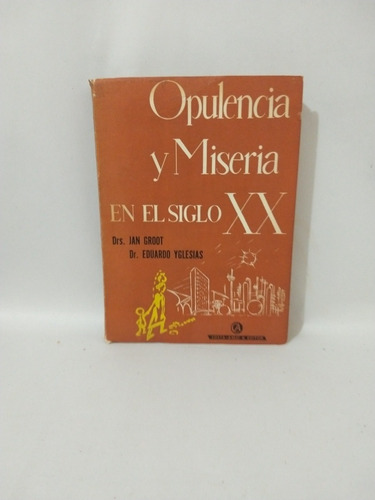 Opulencia
y Miseria
EN EL SIGLO XX
Drs. JAN GROOT
Dr. EDUARDO YGLESIAS